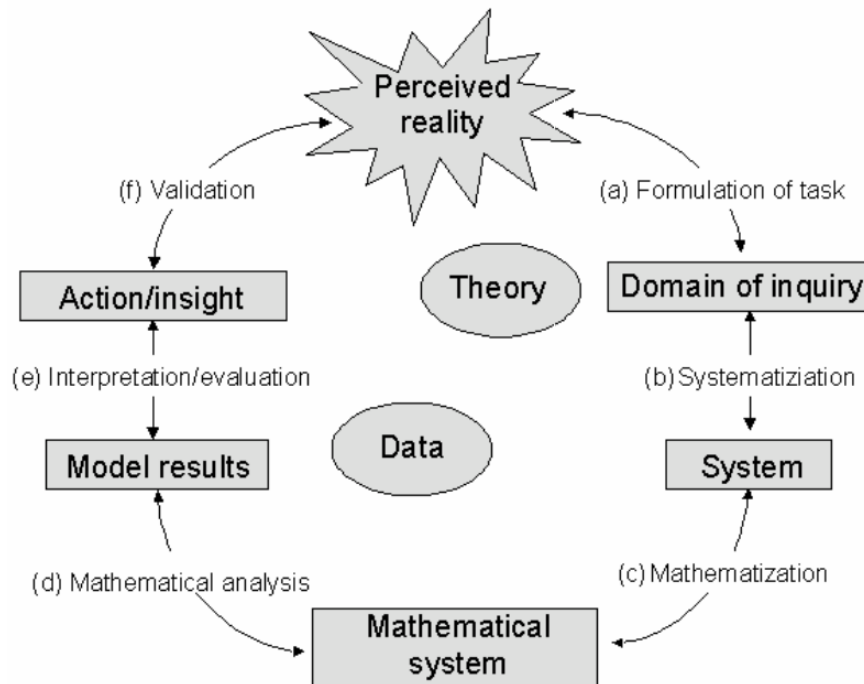 Perceived
reality
(f) Validation
(a) Formulation of task
Theory
Action/insight
Domain of inquiry
(e) Interpretation/evaluation
(b) Systematiziation
Data
Model results
System
(d) Mathematical analysis
(c) Mathematization
Mathematical
system